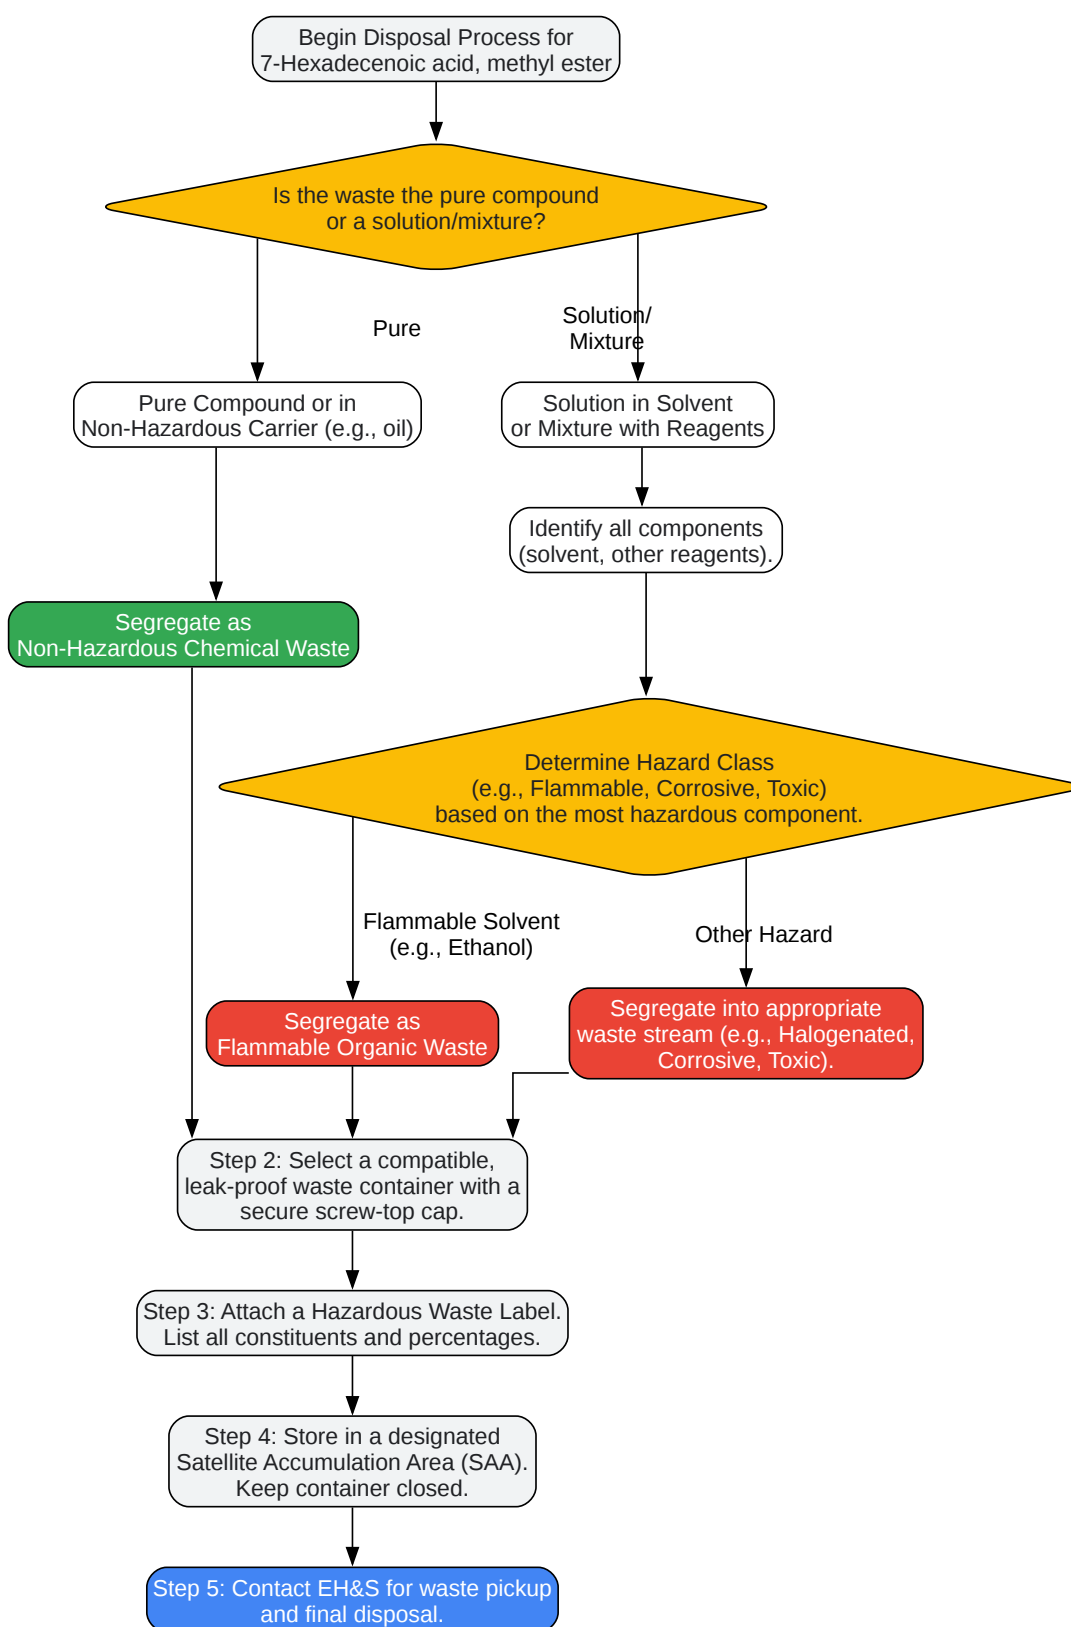 Begin Disposal Process for
7-Hexadecenoic acid, methyl ester
Is the waste the pure compound
or a solution/mixture?
Pure
Solution/
Mixture
Pure Compound or in
Non-Hazardous Carrier (e.g., oil)
Solution in Solvent
or Mixture with Reagents
Identify all components
(solvent, other reagents).
Segregate as
Non-Hazardous Chemical Waste
Determine Hazard Class
(e.g., Flammable, Corrosive, Toxic)
based on the most hazardous component.
Flammable Solvent
(e.g., Ethanol)
Other Hazard
Segregate as
Flammable Organic Waste
Segregate into appropriate
waste stream (e.g., Halogenated,
Corrosive, Toxic).
Step 2: Select a compatible,
leak-proof waste container with a
secure screw-top cap.
Step 3: Attach a Hazardous Waste Label.
List all constituents and percentages.
Step 4: Store in a designated
Satellite Accumulation Area (SAA).
Keep container closed.
Step 5: Contact EH&S for waste pickup
and final disposal.